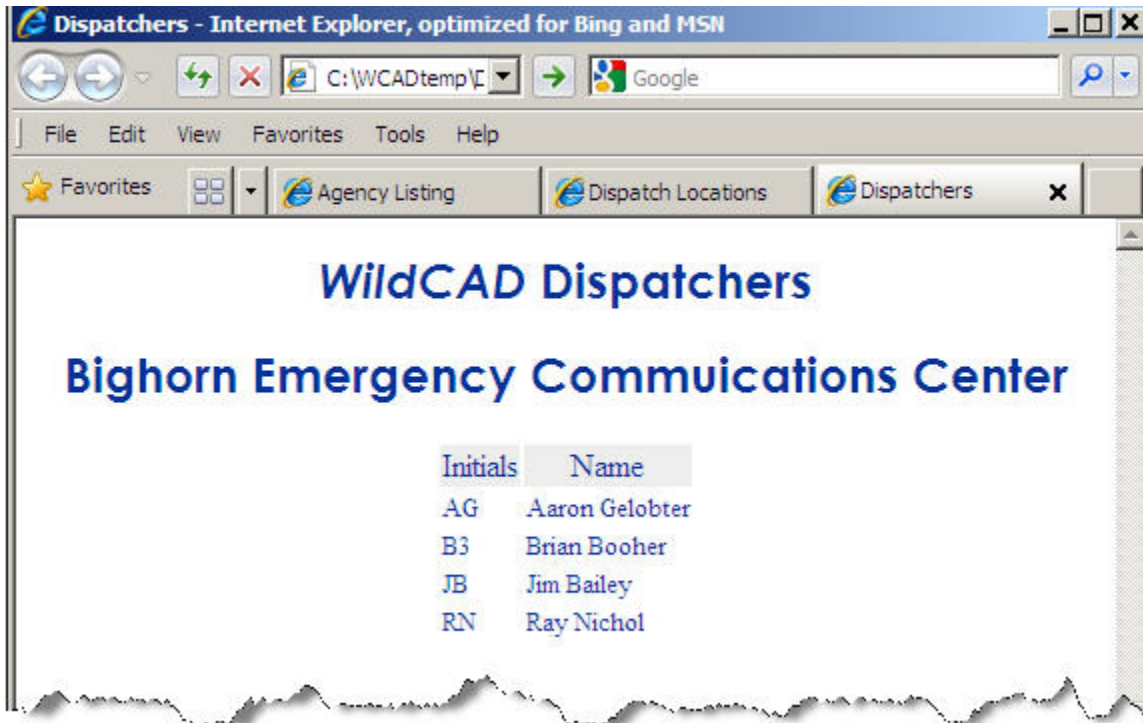 Dispatchers - Internet Explorer, optimized for Bing and MSN
C:\WCADtemp\D Google
File Edit View Favorites Tools Help
Favorites Agency Listing Dispatch Locations Dispatchers
WildCAD Dispatchers
Bighorn Emergency Commuications Center
Initials Name
AG Aaron Gelobter
B3 Brian Booher
JB Jim Bailey
RN Ray Nichol